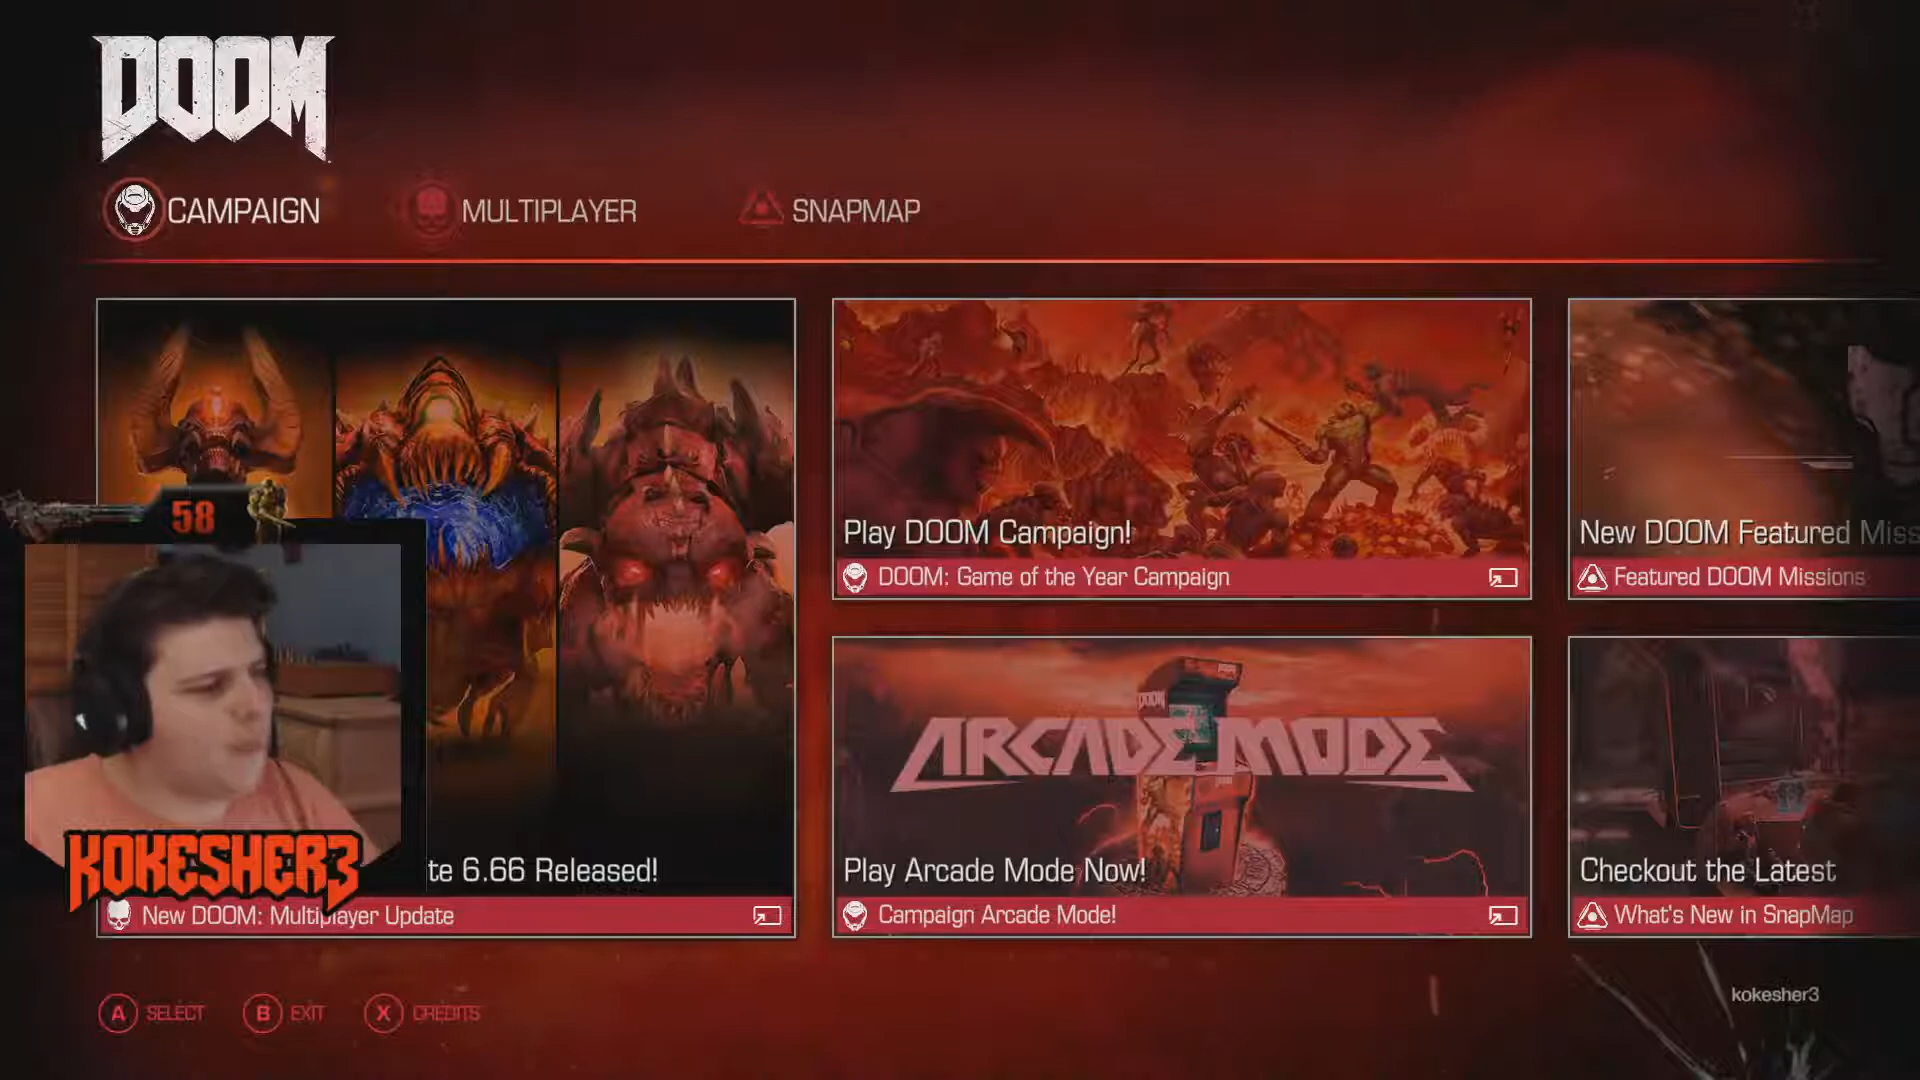 DOOM
CAMPAIGN
MULTIPLAYER
SNAPMAP
58
KOKESHER3
te 6.66 Released!
New DOOM: Multiplayer Update
Play DOOM Campaign!
DOOM: Game of the Year Campaign
DOOM
ARCADE MODE
Play Arcade Mode Now!
Campaign Arcade Mode!
New DOOM Featured Miss
Featured DOOM Missions
Checkout the Latest
What's New in SnapMap
A SELECT
B EXIT
X CREDITS
kokesher3